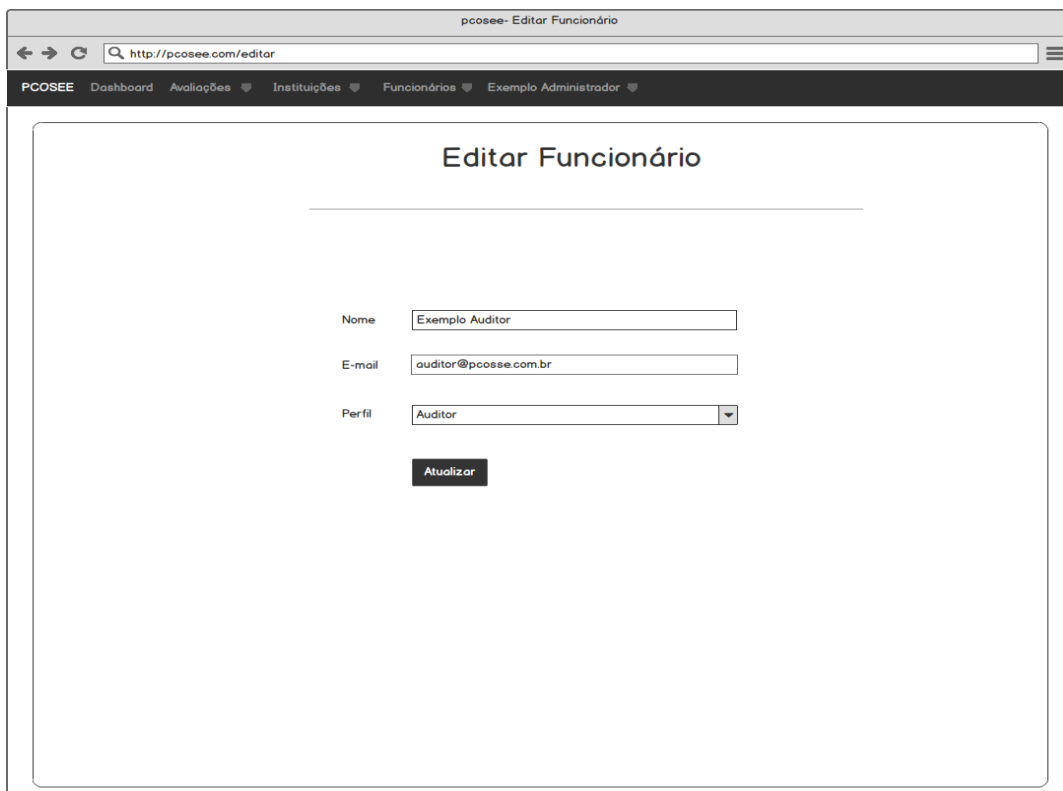 pcosee- Editar Funcionário
http://pcosee.com/editar
PCOSEE Dashboard Avaliações Instituições Funcionários Exemplo Administrador
Editar Funcionário
Nome Exemplo Auditor
E-mail auditor@pcosse.com.br
Perfil Auditor
Atualizar